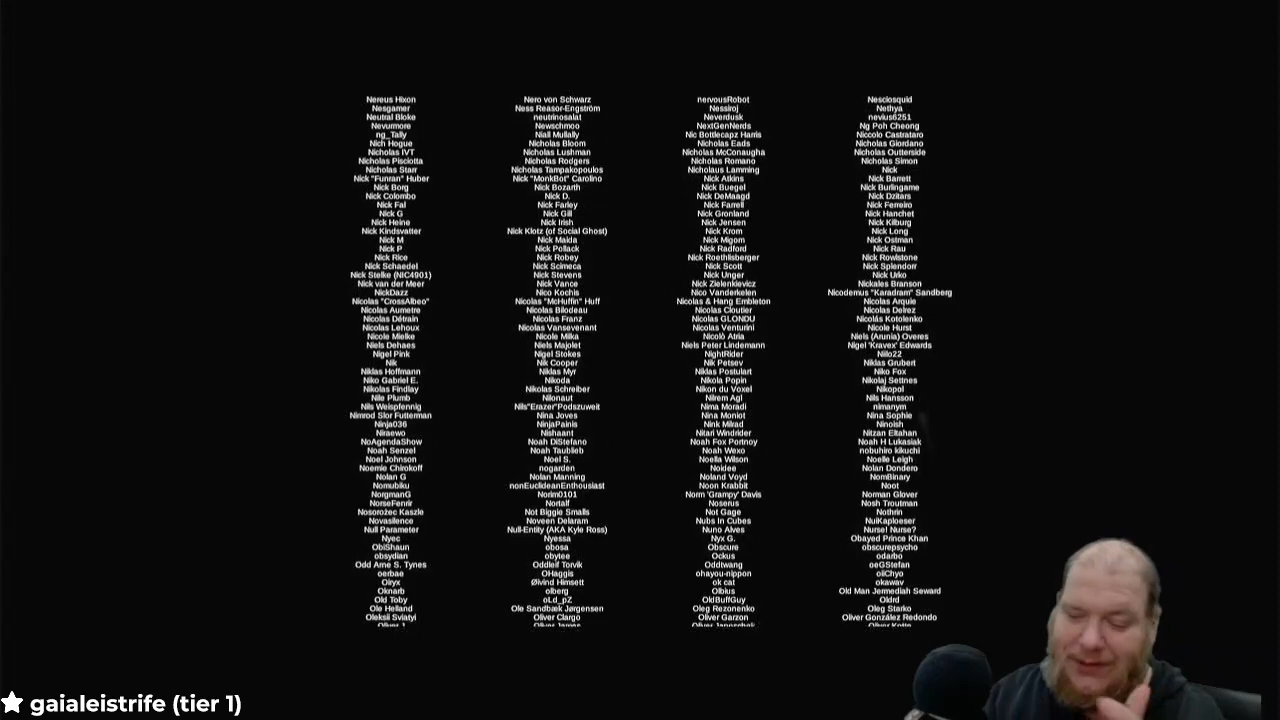 Nereus Hixon Nero von Schwarz nervousRobot Nesciosquid
Nesgamer Ness Reasor-Engström Nessiroj Nethya
Neutral Bloke neutrinosalat Neverdusk nevius6251
Nevurmore Newschmoo NextGenNerds Ng Poh Cheong
ng_Tally Niall Mullally Nic Bottlecapz Harris Niccolo Castrataro
Nich Hogue Nicholas Bloom Nicholas Eads Nicholas Giordano
Nicholas IVT Nicholas Lushman Nicholas McConaugha Nicholas Outterside
Nicholas Pisciotta Nicholas Rodgers Nicholas Romano Nicholas Simon
Nicholas Starr Nicholas Tampakopoulos Nicholaus Lamming Nick
Nick "Funran" Huber Nick "MonkBot" Carolino Nick Atkins Nick Barrett
Nick Borg Nick Bozarth Nick Buegel Nick Burlingame
Nick Colombo Nick D. Nick DeMaagd Nick Dzitars
Nick Fal Nick Farley Nick Farrell Nick Ferreiro
Nick G Nick Gill Nick Gronland Nick Hanchet
Nick Heine Nick Irish Nick Jensen Nick Kilburg
Nick Kindsvatter Nick Klotz (of Social Ghost) Nick Krom Nick Long
Nick M Nick Maida Nick Migom Nick Ostman
Nick P Nick Pollack Nick Radford Nick Rau
Nick Rice Nick Robey Nick Roethlisberger Nick Rowlstone
Nick Schaedel Nick Scimeca Nick Scott Nick Splendorr
Nick Stelke (NIC4901) Nick Stevens Nick Unger Nick Urko
Nick van der Meer Nick Vance Nick Zielenkievicz Nickales Branson
NickDazz Nico Kochis Nico Vanderkelen Nicodemus "Karadram" Sandberg
Nicolas "CrossAlbeo" Nicolas "McHuffin" Huff Nicolas & Hang Embleton Nicolas Arquie
Nicolas Aumetre Nicolas Bilodeau Nicolas Cloutier Nicolas Delrez
Nicolas Détrain Nicolas Franz Nicolas GLONDU Nicolás Kotolenko
Nicolas Lehoux Nicolas Vansevenant Nicolas Venturini Nicole Hurst
Nicole Mielke Nicole Milka Nicolò Atria Niels (Arunia) Overes
Niels Dehaes Niels Majolet Niels Peter Lindemann Nigel 'Kravex' Edwards
Nigel Pink Nigel Stokes NightRider Niilo22
Nik Nik Cooper Nik Petsev Niklas Grubert
Niklas Hoffmann Niklas Myr Niklas Postulart Niko Fox
Niko Gabriel E. Nikoda Nikola Popin Nikolaj Settnes
Nikolas Findlay Nikolas Schreiber Nikon du Voxel Nikopol
Nile Plumb Nilonaut Nilrem Agl Nils Hansson
Nils Weispfennig Nils"Erazer"Podszuweit Nima Moradi nimanym
Nimrod Slor Futterman Nina Joves Nina Moniot Nina Sophie
Ninja036 NinjaPainis Nink Milrad Ninoish
Niraewo Nishaant Nitari Windrider Nitzan Eltahan
NoAgendaShow Noah DiStefano Noah Fox Portnoy Noah H Lukasiak
Noah Senzel Noah Taublieb Noah Wexo nobuhiro kikuchi
Noel Johnson Noel S. Noella Wilson Noelle Leigh
Noemie Chirokoff nogarden Noidee Nolan Dondero
Nolan G Nolan Manning Noland Voyd NomBinary
Nomubiku nonEuclideanEnthousiast Noon Krabbit Noot
NorgmanG Norim0101 Norm 'Grampy' Davis Norman Glover
NorseFenrir Nortalf Noserus Nosh Troutman
Nosorożec Kaszle Not Biggie Smalls Not Gage Nothrin
Novasilence Noveen Delaram Nubs In Cubes NuiKaploeser
Null Parameter Null-Entity (AKA Kyle Ross) Nuno Alves Nurse! Nurse?
Nyec Nyessa Nyx G. Obayed Prince Khan
ObiShaun obosa Obscure obscurepsycho
obsydian obytee Ockus odarbo
Odd Arne S. Tynes Oddleif Torvik Oddtwang oeGStefan
oerbae OHaggis ohayou-nippon oiiChyo
Oiryx Øivind Himsett ok cat okawav
Oknarb olberg Olbius Old Man Jermediah Seward
Old Toby oLd_pZ OldBuffGuy Oldrd
Ole Helland Ole Sandbæk Jørgensen Oleg Rezonenko Oleg Starko
Oleksii Sviatyi Oliver Clargo Oliver Garzon Oliver González Redondo
Oliver J. Oliver James Oliver Janoschek Oliver Kotte
gaialeistrife (tier 1)